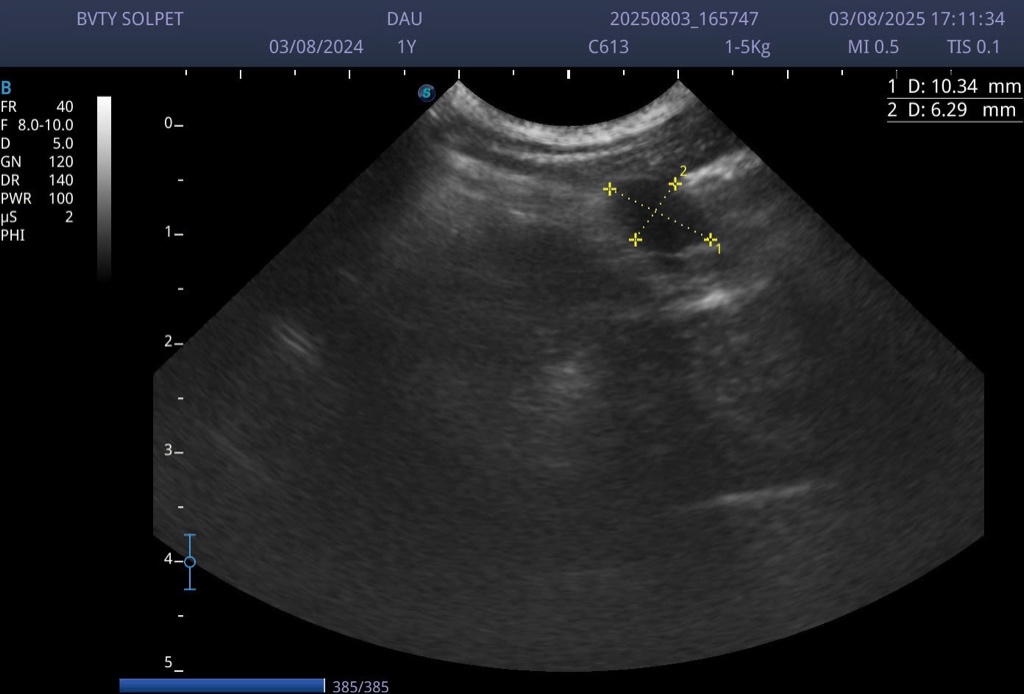 BVTY SOLPET DAU 20250803_165747 03/08/2025 17:11:34
03/08/2024 1Y C613 1-5Kg MI 0.5 TIS 0.1
B
FR 40
F 8.0-10.0
D 5.0
GN 120
DR 140
PWR 100
µS 2
PHI
S
1 D: 10.34 mm
2 D: 6.29 mm
0
1
2
3
4
5
2
1
385/385